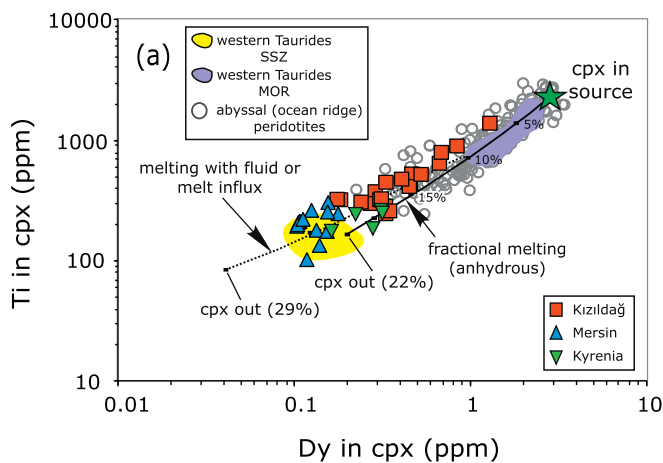 10000
1000
100
10
Ti in cpx (ppm)
(a)
western Taurides
SSZ
western Taurides
MOR
abyssal (ocean ridge)
peridotites
cpx in
source
5%
10%
15%
melting with fluid or
melt influx
fractional melting
(anhydrous)
cpx out (22%)
cpx out (29%)
Kızıldağ
Mersin
Kyrenia
0.01
0.1
1
10
Dy in cpx (ppm)